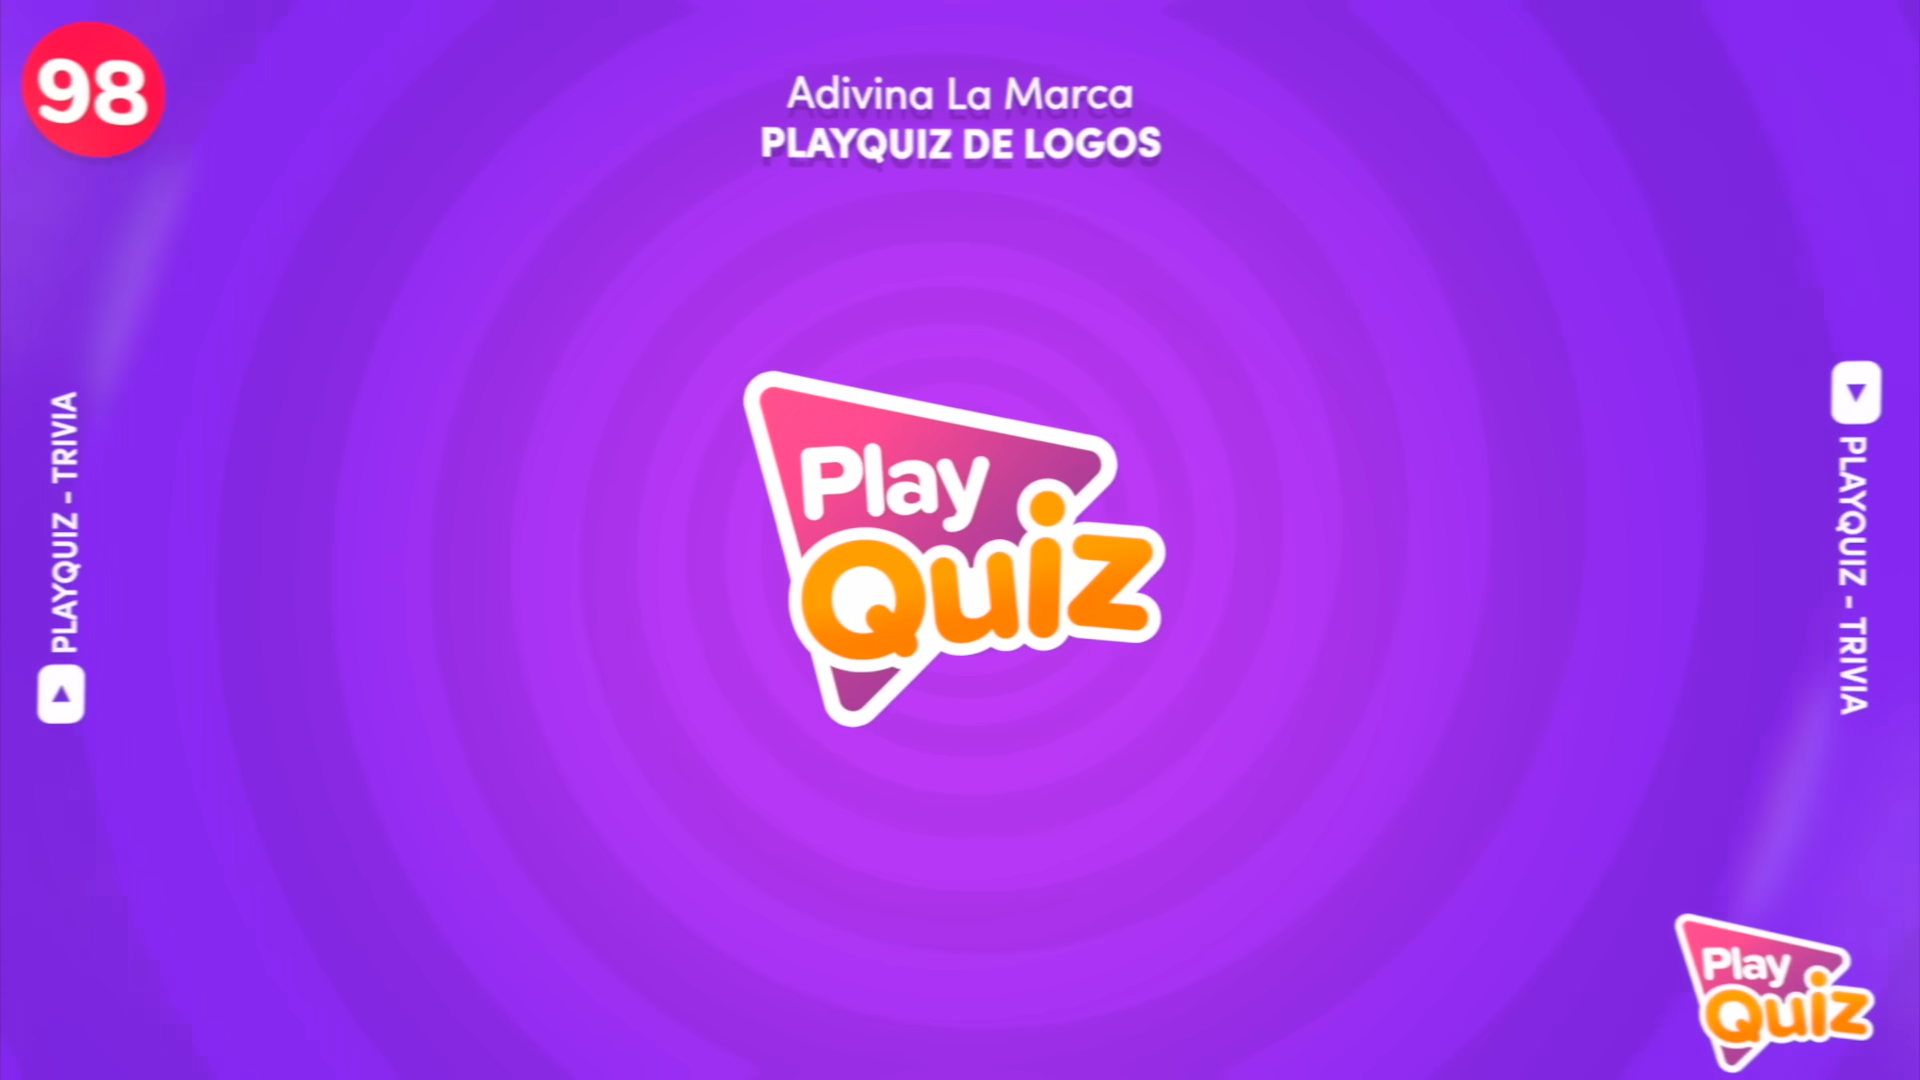 98
Adivina La Marca
PLAYQUIZ DE LOGOS
PLAYQUIZ - TRIVIA
Play
Quiz
PLAYQUIZ - TRIVIA
Play
Quiz